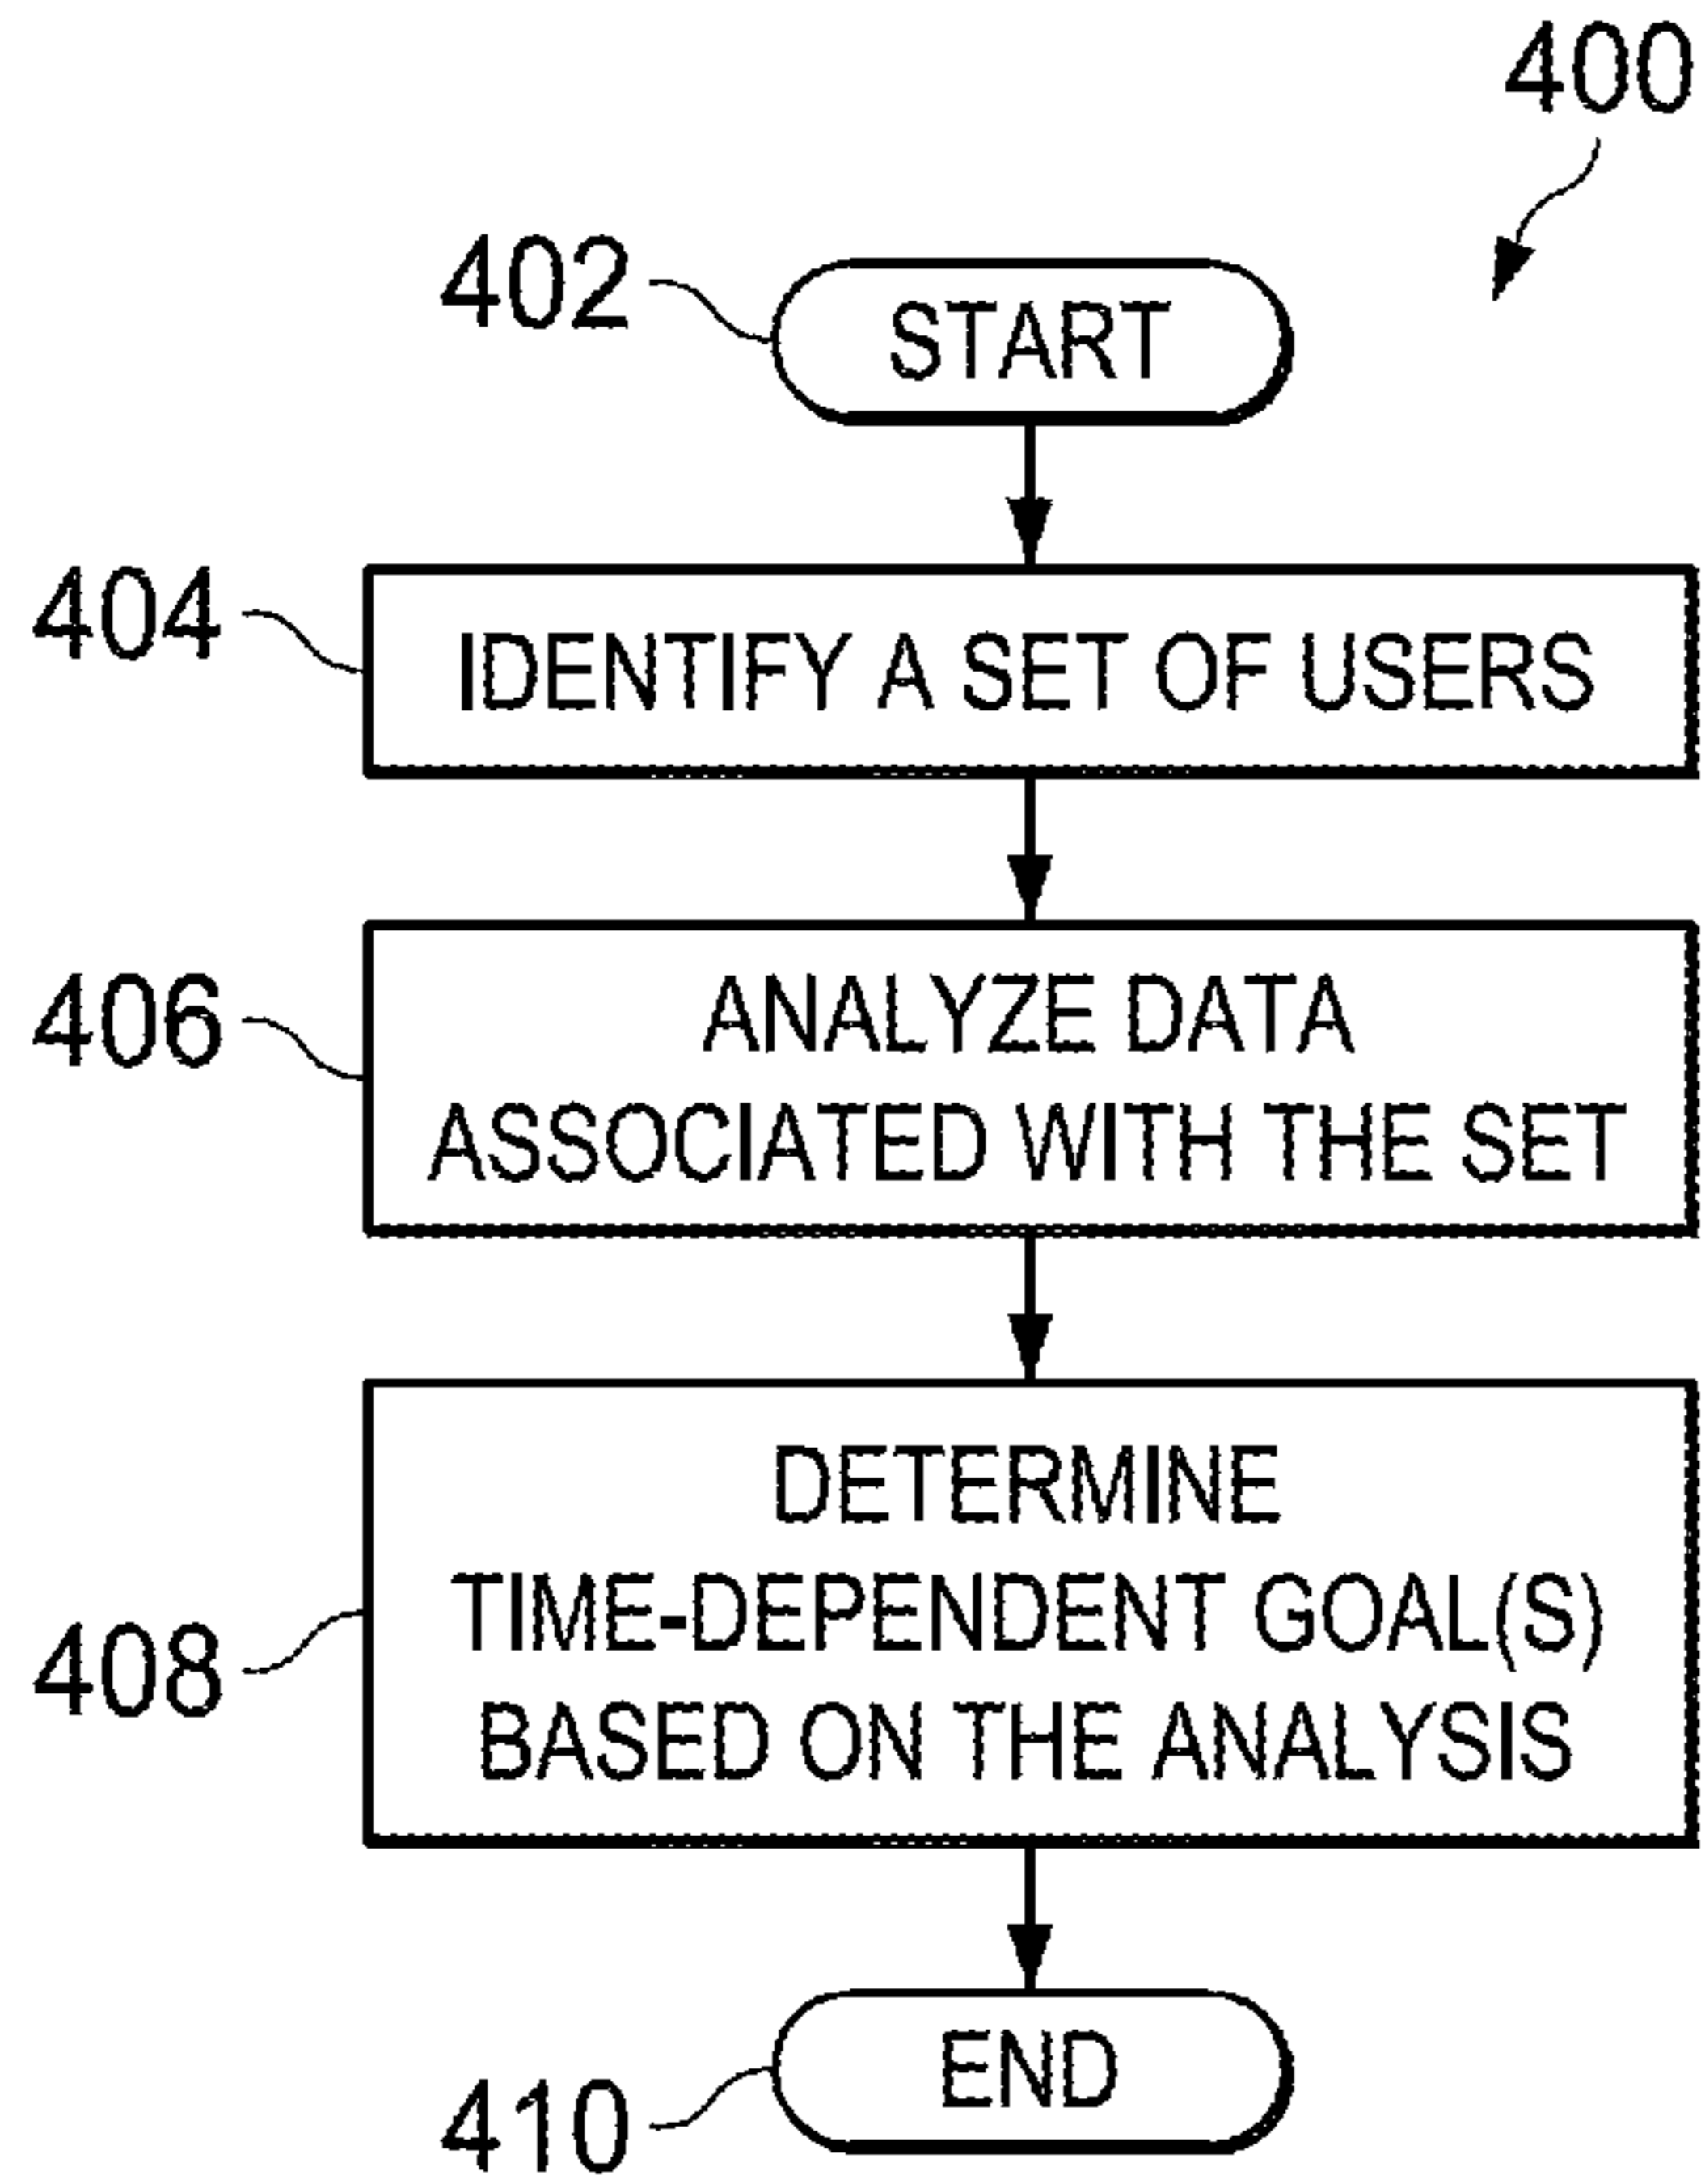 400
402
START
404
IDENTIFY A SET OF USERS
406
ANALYZE DATA
ASSOCIATED WITH THE SET
408
DETERMINE
TIME-DEPENDENT GOAL(S)
BASED ON THE ANALYSIS
410
END